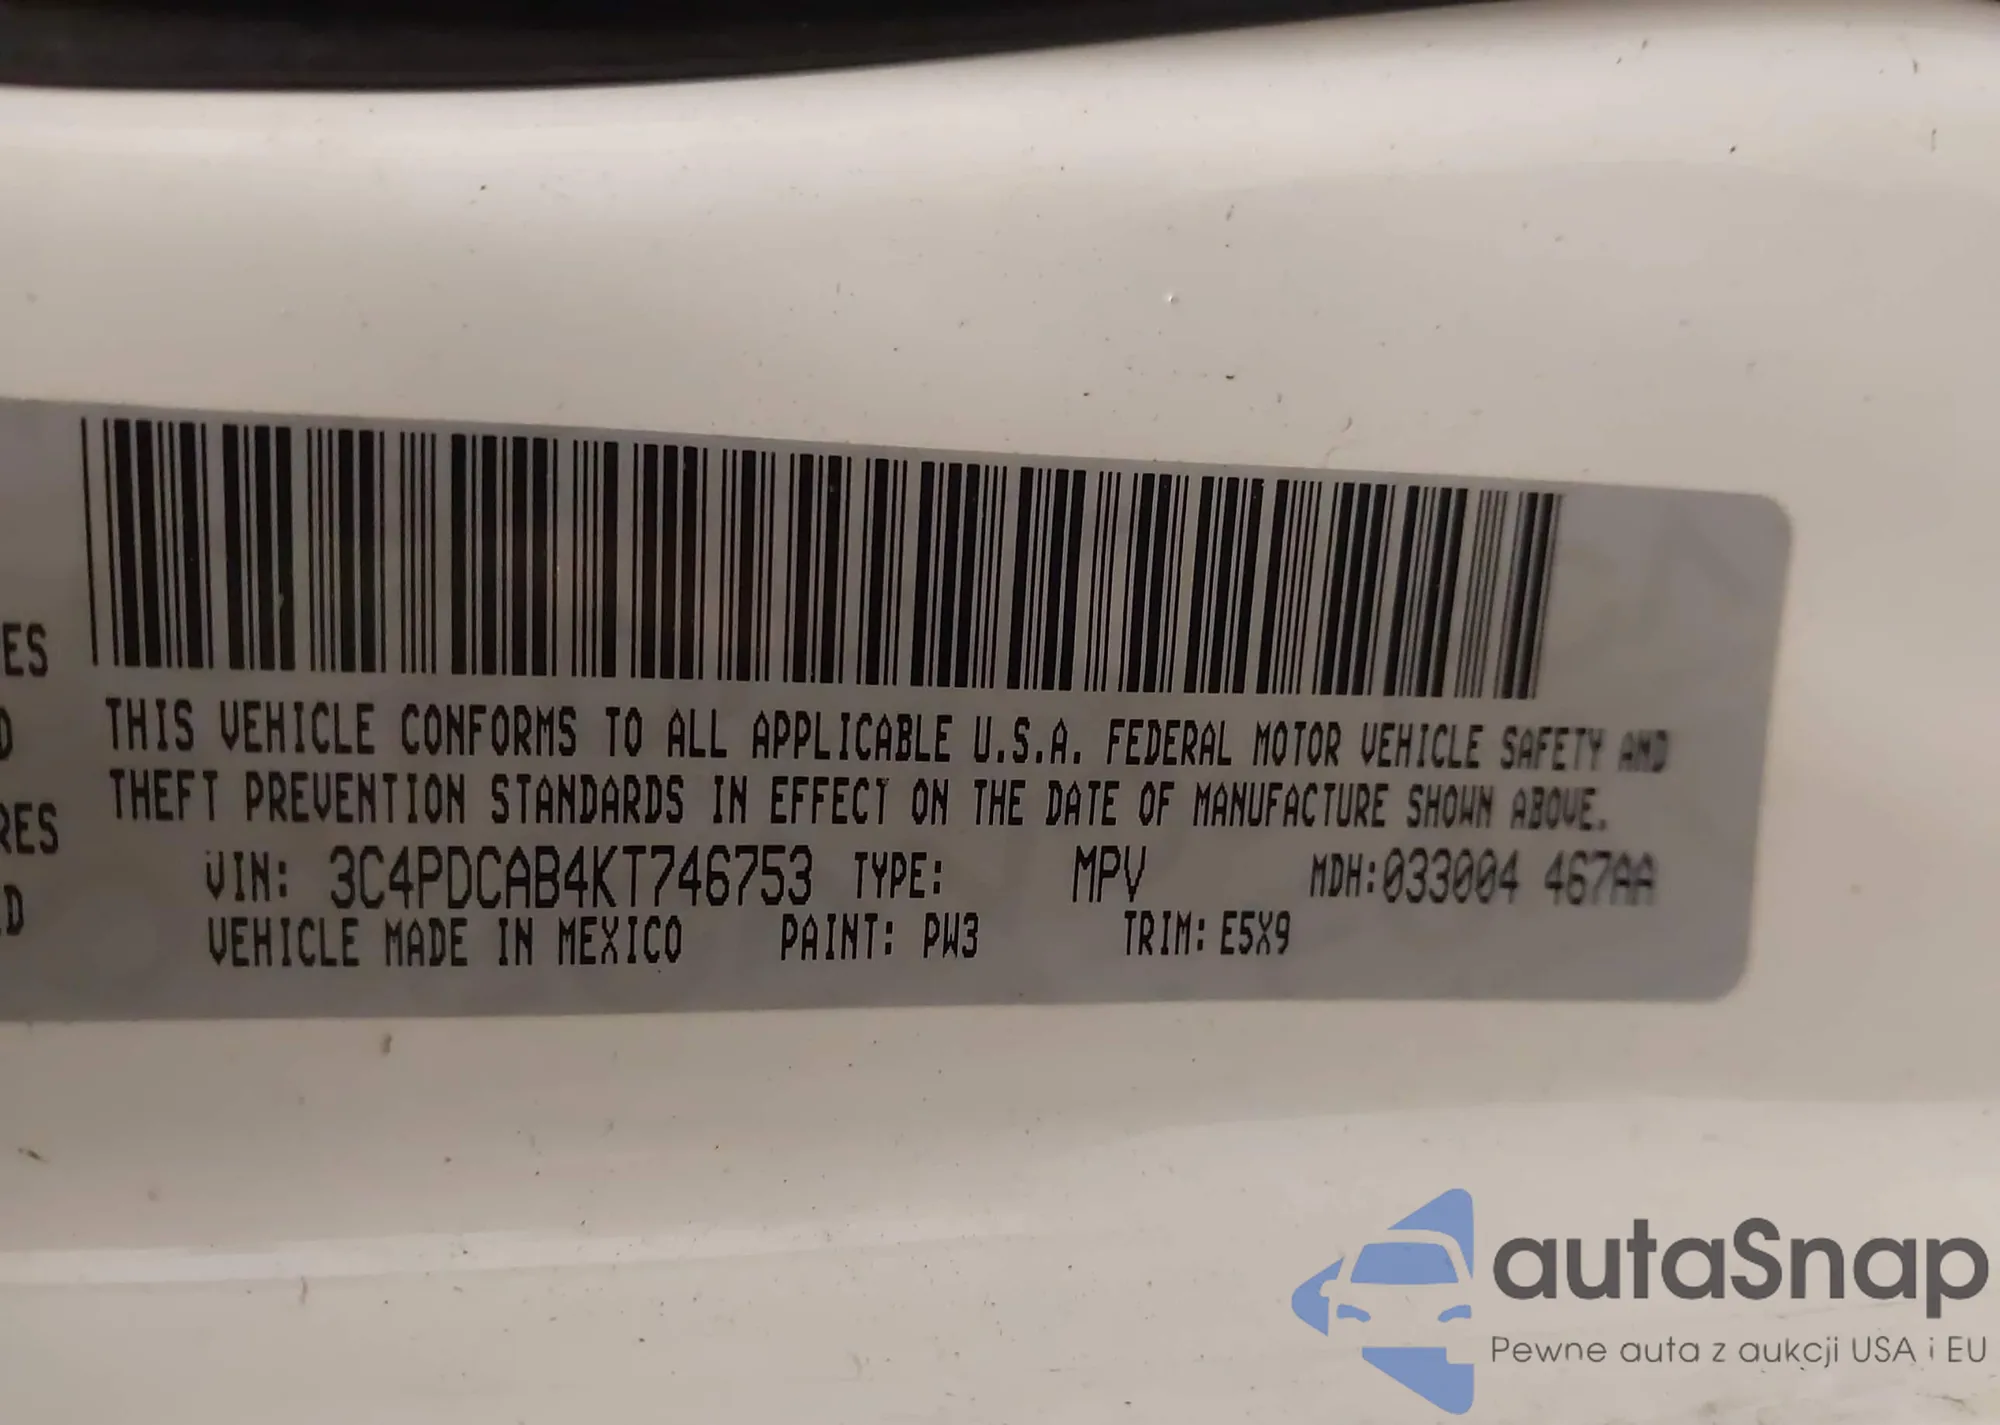 ES
D
RES
D
THIS VEHICLE CONFORMS TO ALL APPLICABLE U.S.A. FEDERAL MOTOR VEHICLE SAFETY AND
THEFT PREVENTION STANDARDS IN EFFECT ON THE DATE OF MANUFACTURE SHOWN ABOVE.
VIN: 3C4PDCAB4KT746753 TYPE: MPV MDH:033004 467AA
VEHICLE MADE IN MEXICO PAINT: PW3 TRIM: E5X9
autaSnap
Pewne auta z aukcji USA i EU